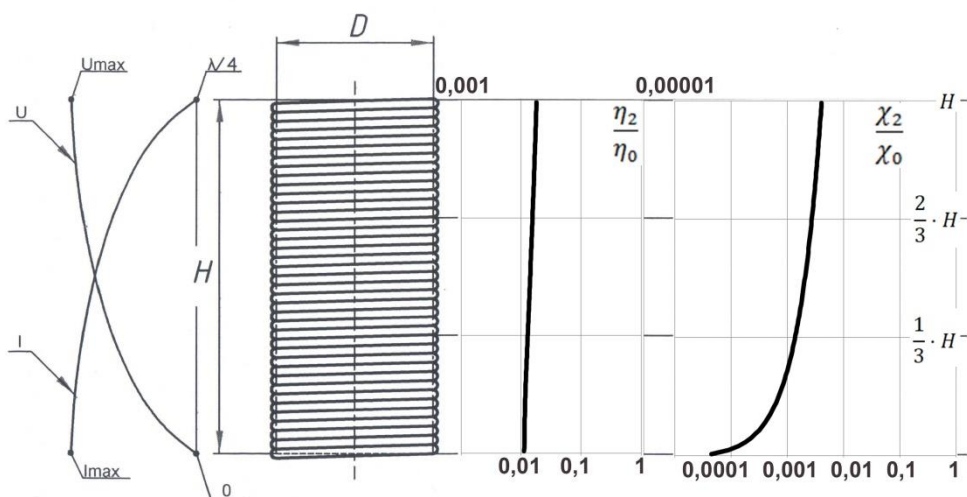 D
Umax
λ/4
0,001
0,00001
H
U
η₂/η₀
χ₂/χ₀
2/3 · H
H
1/3 · H
I
Imax
0
0,01
0,1
1
0,0001
0,001
0,01
0,1
1